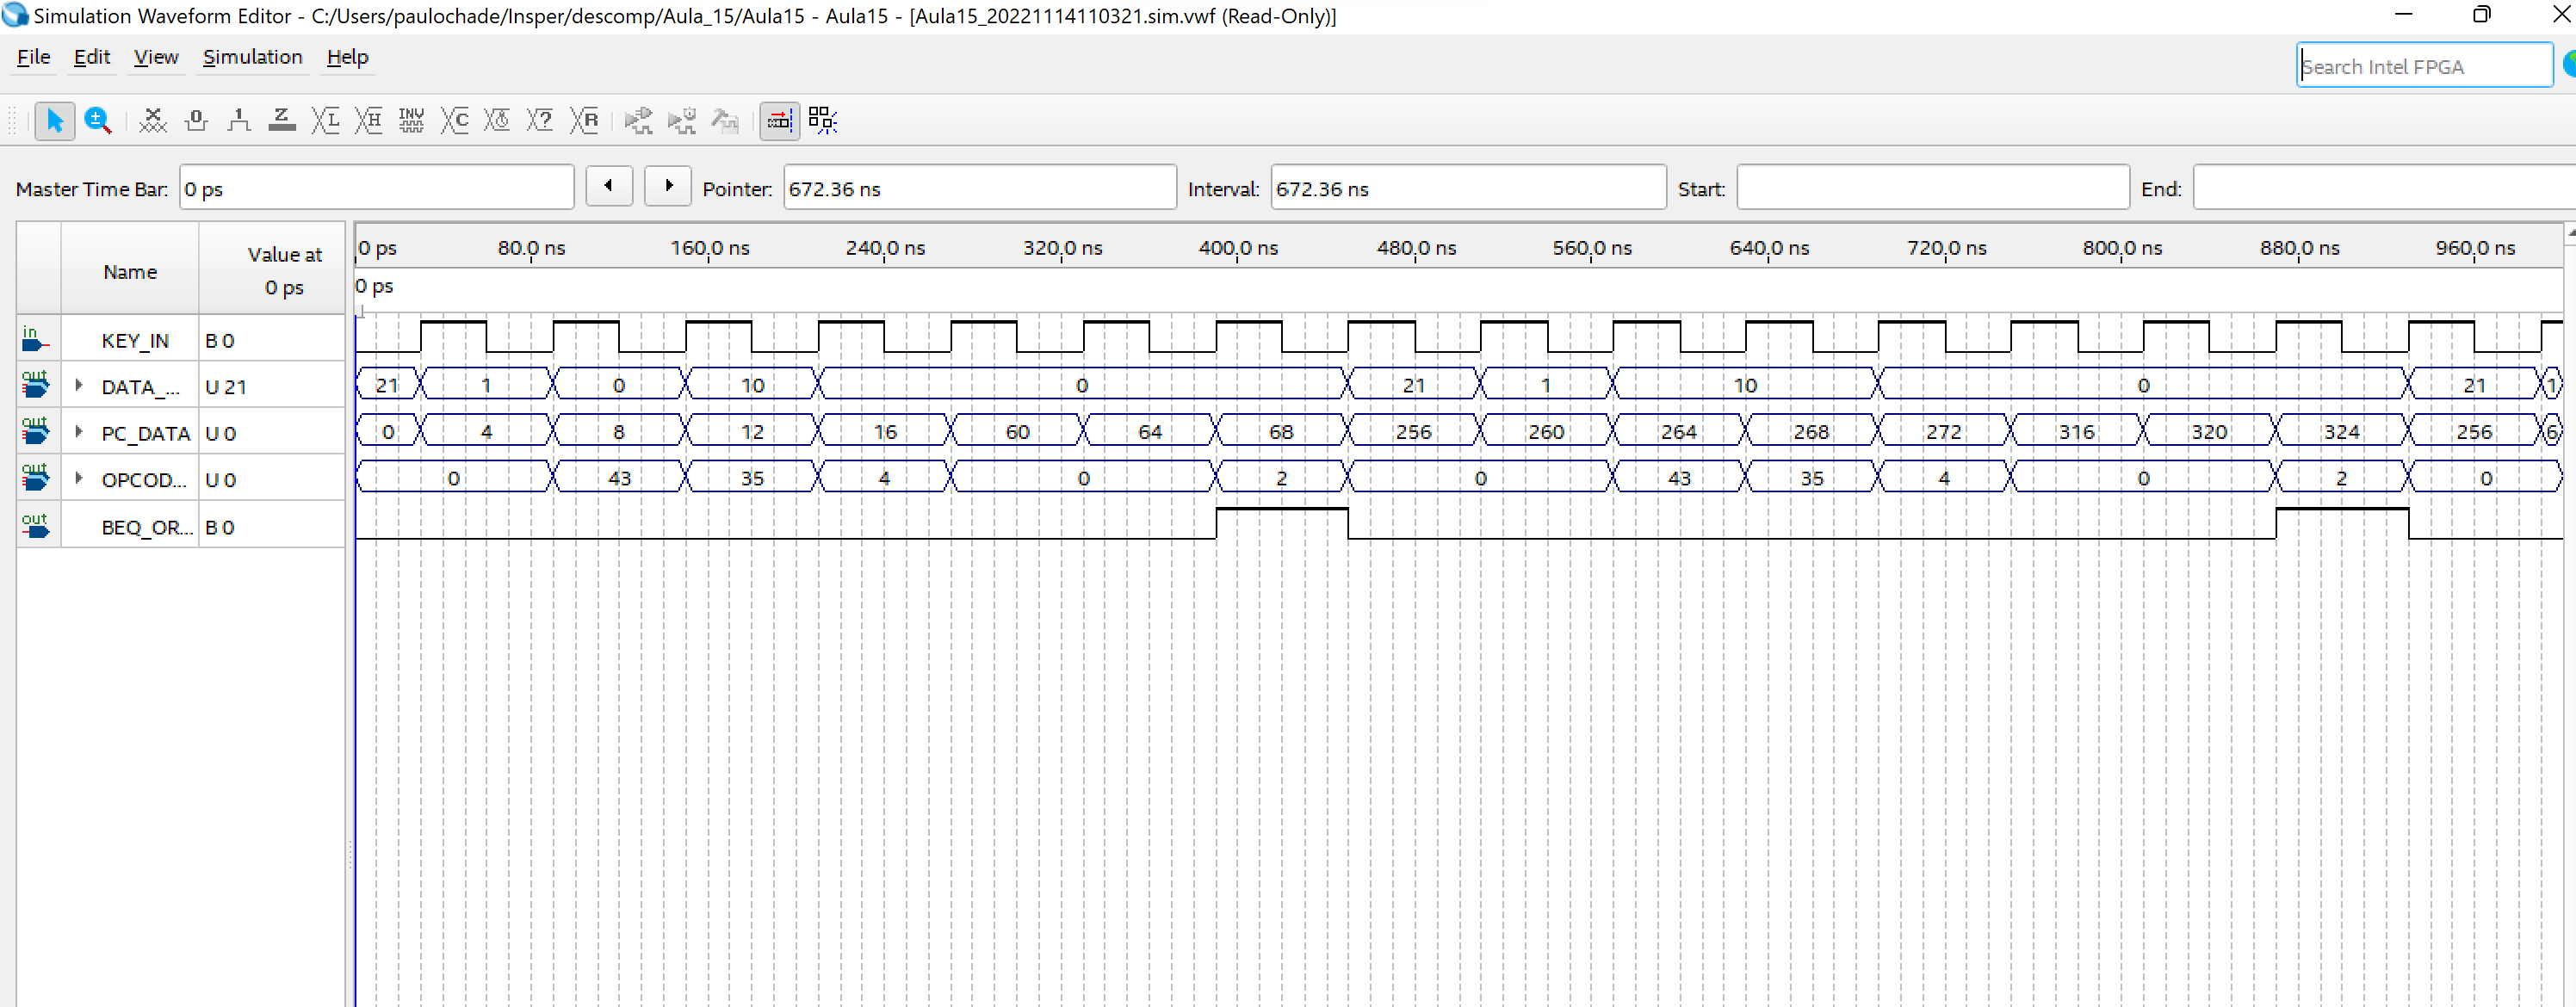 Simulation Waveform Editor - C:/Users/paulochade/Insper/descomp/Aula_15/Aula15 - Aula15 - [Aula15_20221114110321.sim.vwf (Read-Only)]
File Edit View Simulation Help
Search Intel FPGA
Master Time Bar: 0 ps Pointer: 672.36 ns Interval: 672.36 ns Start: End:
Name Value at 0 ps
0 ps 80.0 ns 160.0 ns 240.0 ns 320.0 ns 400.0 ns 480.0 ns 560.0 ns 640.0 ns 720.0 ns 800.0 ns 880.0 ns 960.0 ns
0 ps
in KEY_IN B 0
out DATA_... U 21 21 1 0 10 0 21 1 10 0 21 1
out PC_DATA U 0 0 4 8 12 16 60 64 68 256 260 264 268 272 316 320 324 256 6
out OPCOD... U 0 0 43 35 4 0 2 0 43 35 4 0 2 0
out BEQ_OR... B 0